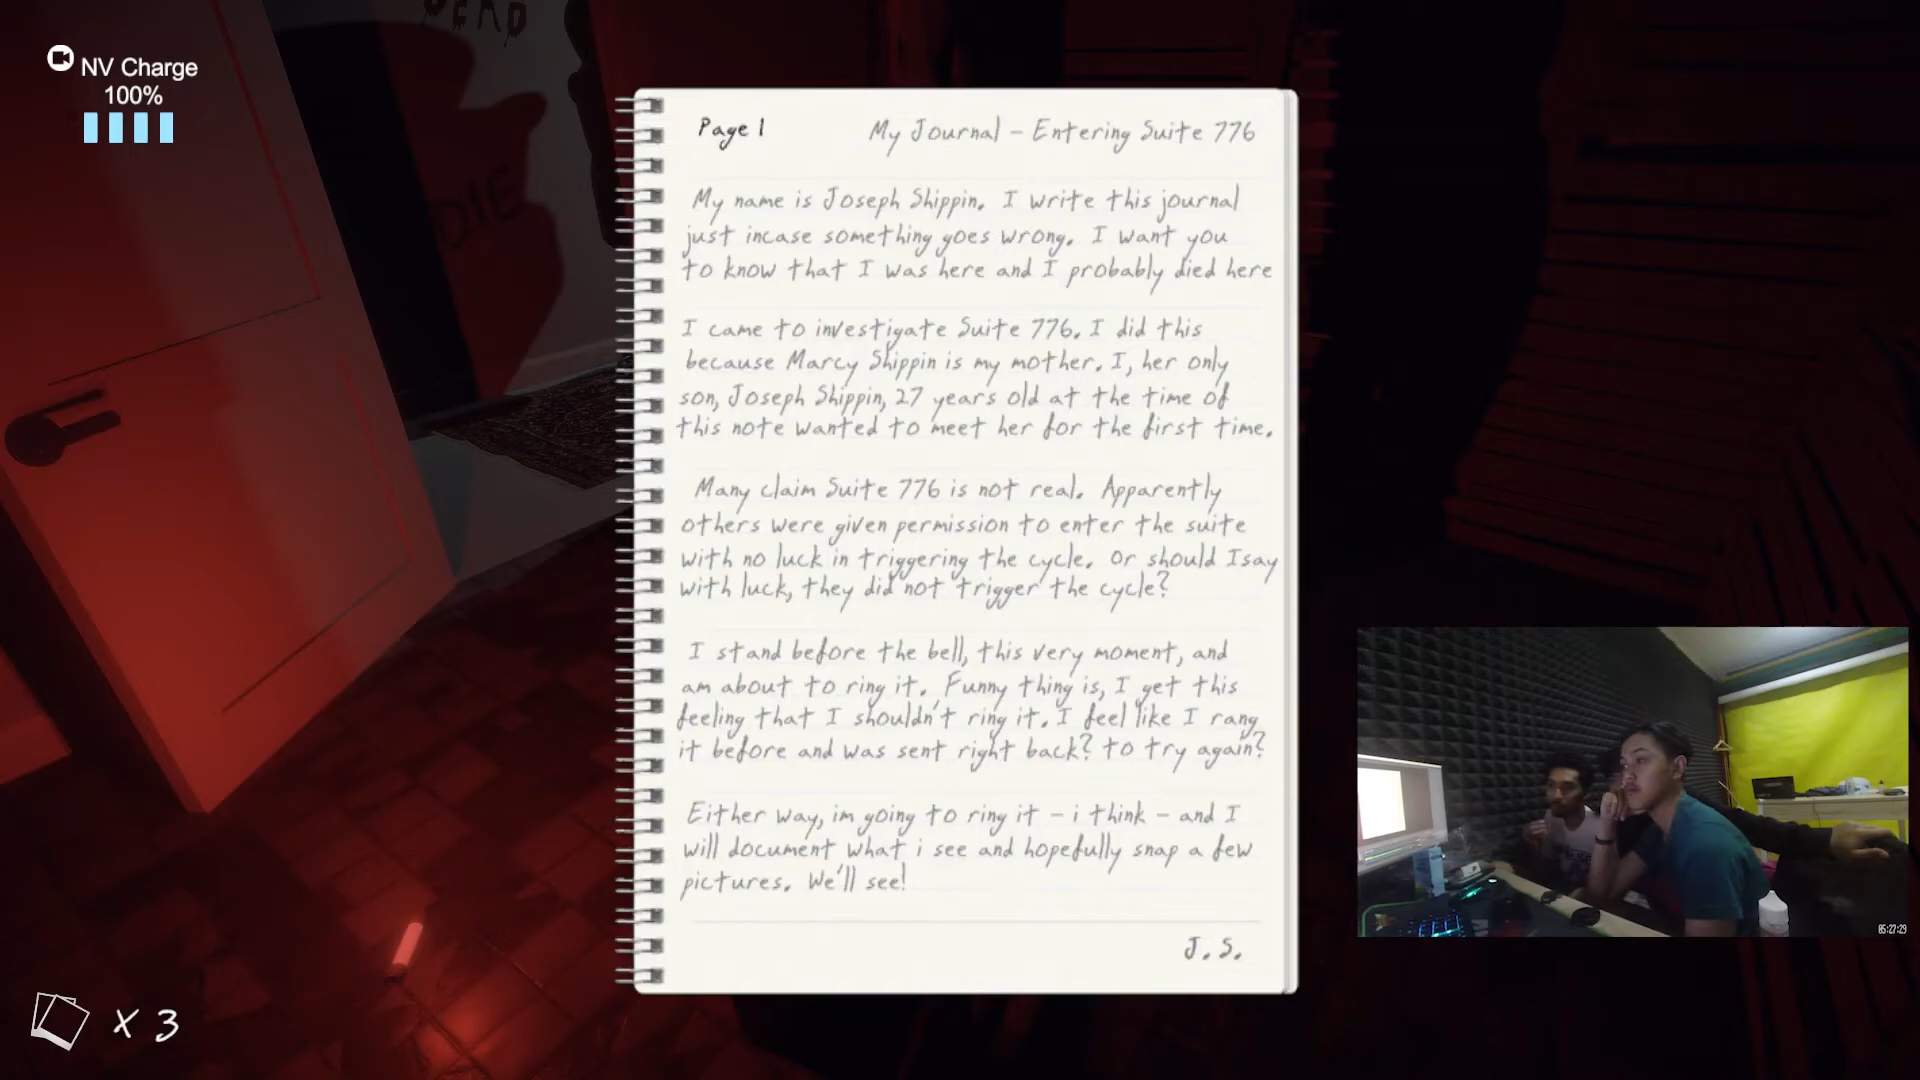 DEAD
NV Charge
100%
DIE
Page 1
My Journal - Entering Suite 776
My name is Joseph Shippin. I write this journal
just incase something goes wrong. I want you
to know that I was here and I probably died here
I came to investigate Suite 776. I did this
because Marcy Shippin is my mother. I, her only
son, Joseph Shippin, 27 years old at the time of
this note wanted to meet her for the first time.
Many claim Suite 776 is not real. Apparently
others were given permission to enter the suite
with no luck in triggering the cycle. Or should I say
with luck, they did not trigger the cycle?
I stand before the bell, this very moment, and
am about to ring it. Funny thing is, I get this
feeling that I shouldn't ring it. I feel like I rang
it before and was sent right back? to try again?
Either way, im going to ring it - i think - and I
will document what i see and hopefully snap a few
pictures. We'll see!
J.S.
X 3
05:27:29